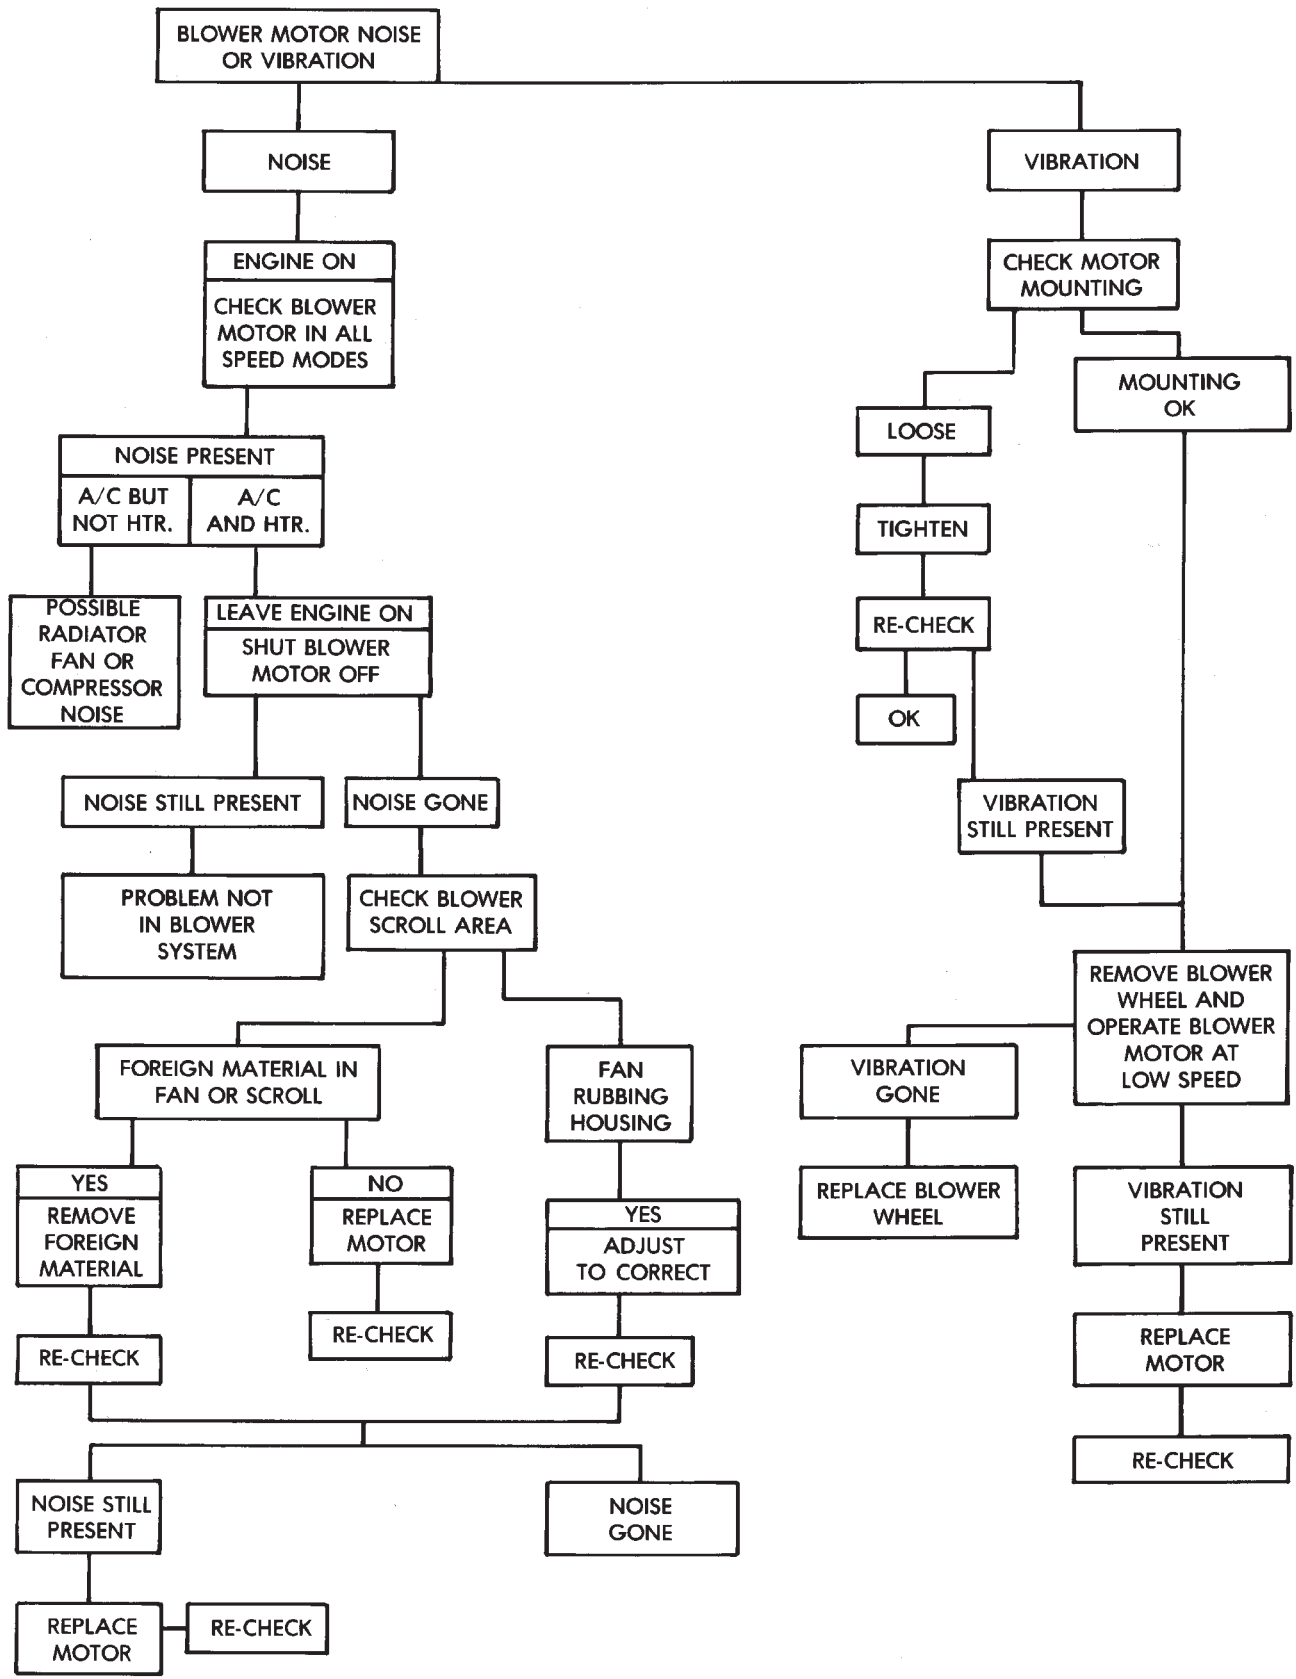 BLOWER MOTOR NOISE
OR VIBRATION
NOISE
ENGINE ON
CHECK BLOWER
MOTOR IN ALL
SPEED MODES
NOISE PRESENT
A/C BUT
NOT HTR.
A/C
AND HTR.
POSSIBLE
RADIATOR
FAN OR
COMPRESSOR
NOISE
LEAVE ENGINE ON
SHUT BLOWER
MOTOR OFF
NOISE STILL PRESENT
NOISE GONE
PROBLEM NOT
IN BLOWER
SYSTEM
CHECK BLOWER
SCROLL AREA
FOREIGN MATERIAL IN
FAN OR SCROLL
FAN
RUBBING
HOUSING
YES
REMOVE
FOREIGN
MATERIAL
NO
REPLACE
MOTOR
YES
ADJUST
TO CORRECT
RE-CHECK
RE-CHECK
RE-CHECK
NOISE STILL
PRESENT
NOISE
GONE
REPLACE
MOTOR
RE-CHECK
VIBRATION
CHECK MOTOR
MOUNTING
LOOSE
MOUNTING
OK
TIGHTEN
RE-CHECK
OK
VIBRATION
STILL PRESENT
REMOVE BLOWER
WHEEL AND
OPERATE BLOWER
MOTOR AT
LOW SPEED
VIBRATION
GONE
REPLACE BLOWER
WHEEL
VIBRATION
STILL
PRESENT
REPLACE
MOTOR
RE-CHECK